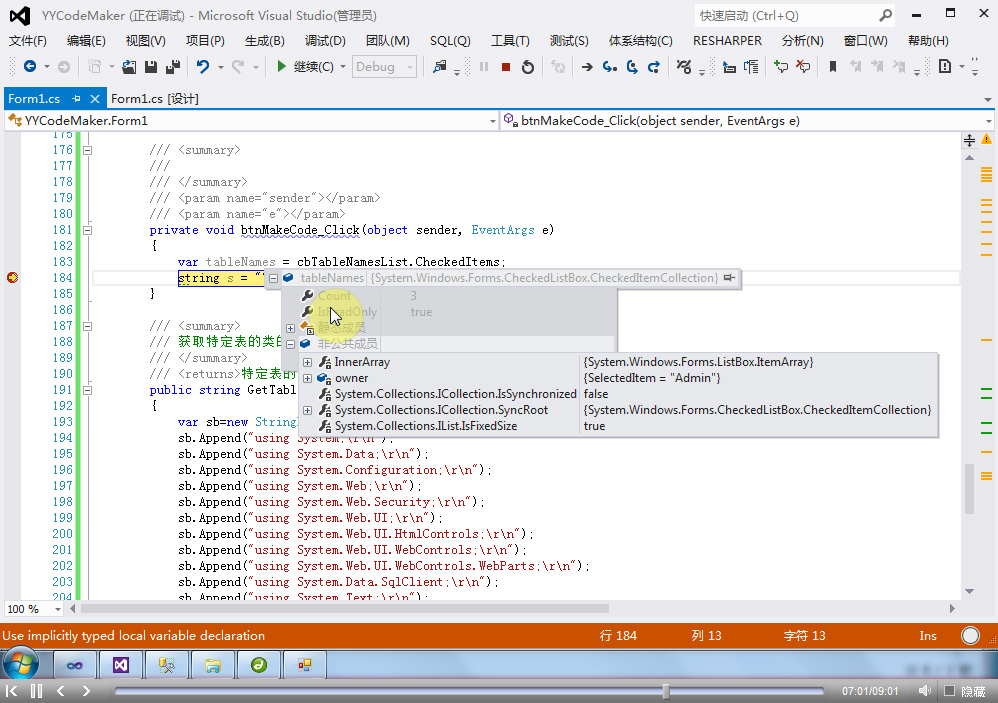 YYCodeMaker (正在调试) - Microsoft Visual Studio(管理员)
快速启动 (Ctrl+Q)
文件(F) 编辑(E) 视图(V) 项目(P) 生成(B) 调试(D) 团队(M) SQL(Q) 工具(T) 测试(S) 体系结构(C) RESHARPER 分析(N) 窗口(W) 帮助(H)
继续(C) Debug
Form1.cs Form1.cs [设计]
YYCodeMaker.Form1 btnMakeCode_Click(object sender, EventArgs e)
175
176 /// <summary>
177 ///
178 /// </summary>
179 /// <param name="sender"></param>
180 /// <param name="e"></param>
181 private void btnMakeCode_Click(object sender, EventArgs e)
182 {
183 var tableNames = cbTableNamesList.CheckedItems;
184 string s = "
tableNames {System.Windows.Forms.CheckedListBox.CheckedItemCollection}
185 }
Count 3
186
IsReadOnly true
187 /// <summary>
静态成员
188 /// 获取特定表的类的
非公共成员
189 /// </summary>
InnerArray {System.Windows.Forms.ListBox.ItemArray}
190 /// <returns>特定表的
owner {SelectedItem = "Admin"}
191 public string GetTabl
System.Collections.ICollection.IsSynchronized false
192 {
System.Collections.ICollection.SyncRoot {System.Windows.Forms.CheckedListBox.CheckedItemCollection}
193 var sb=new String
System.Collections.IList.IsFixedSize true
194 sb.Append("using System;\r\n");
195 sb.Append("using System.Data;\r\n");
196 sb.Append("using System.Configuration;\r\n");
197 sb.Append("using System.Web;\r\n");
198 sb.Append("using System.Web.Security;\r\n");
199 sb.Append("using System.Web.UI;\r\n");
200 sb.Append("using System.Web.UI.HtmlControls;\r\n");
201 sb.Append("using System.Web.UI.WebControls;\r\n");
202 sb.Append("using System.Web.UI.WebControls.WebParts;\r\n");
203 sb.Append("using System.Data.SqlClient;\r\n");
204 sb.Append("using System.Text;\r\n");
100 %
Use implicitly typed local variable declaration 行 184 列 13 字符 13 Ins
07:01/09:01 隐藏